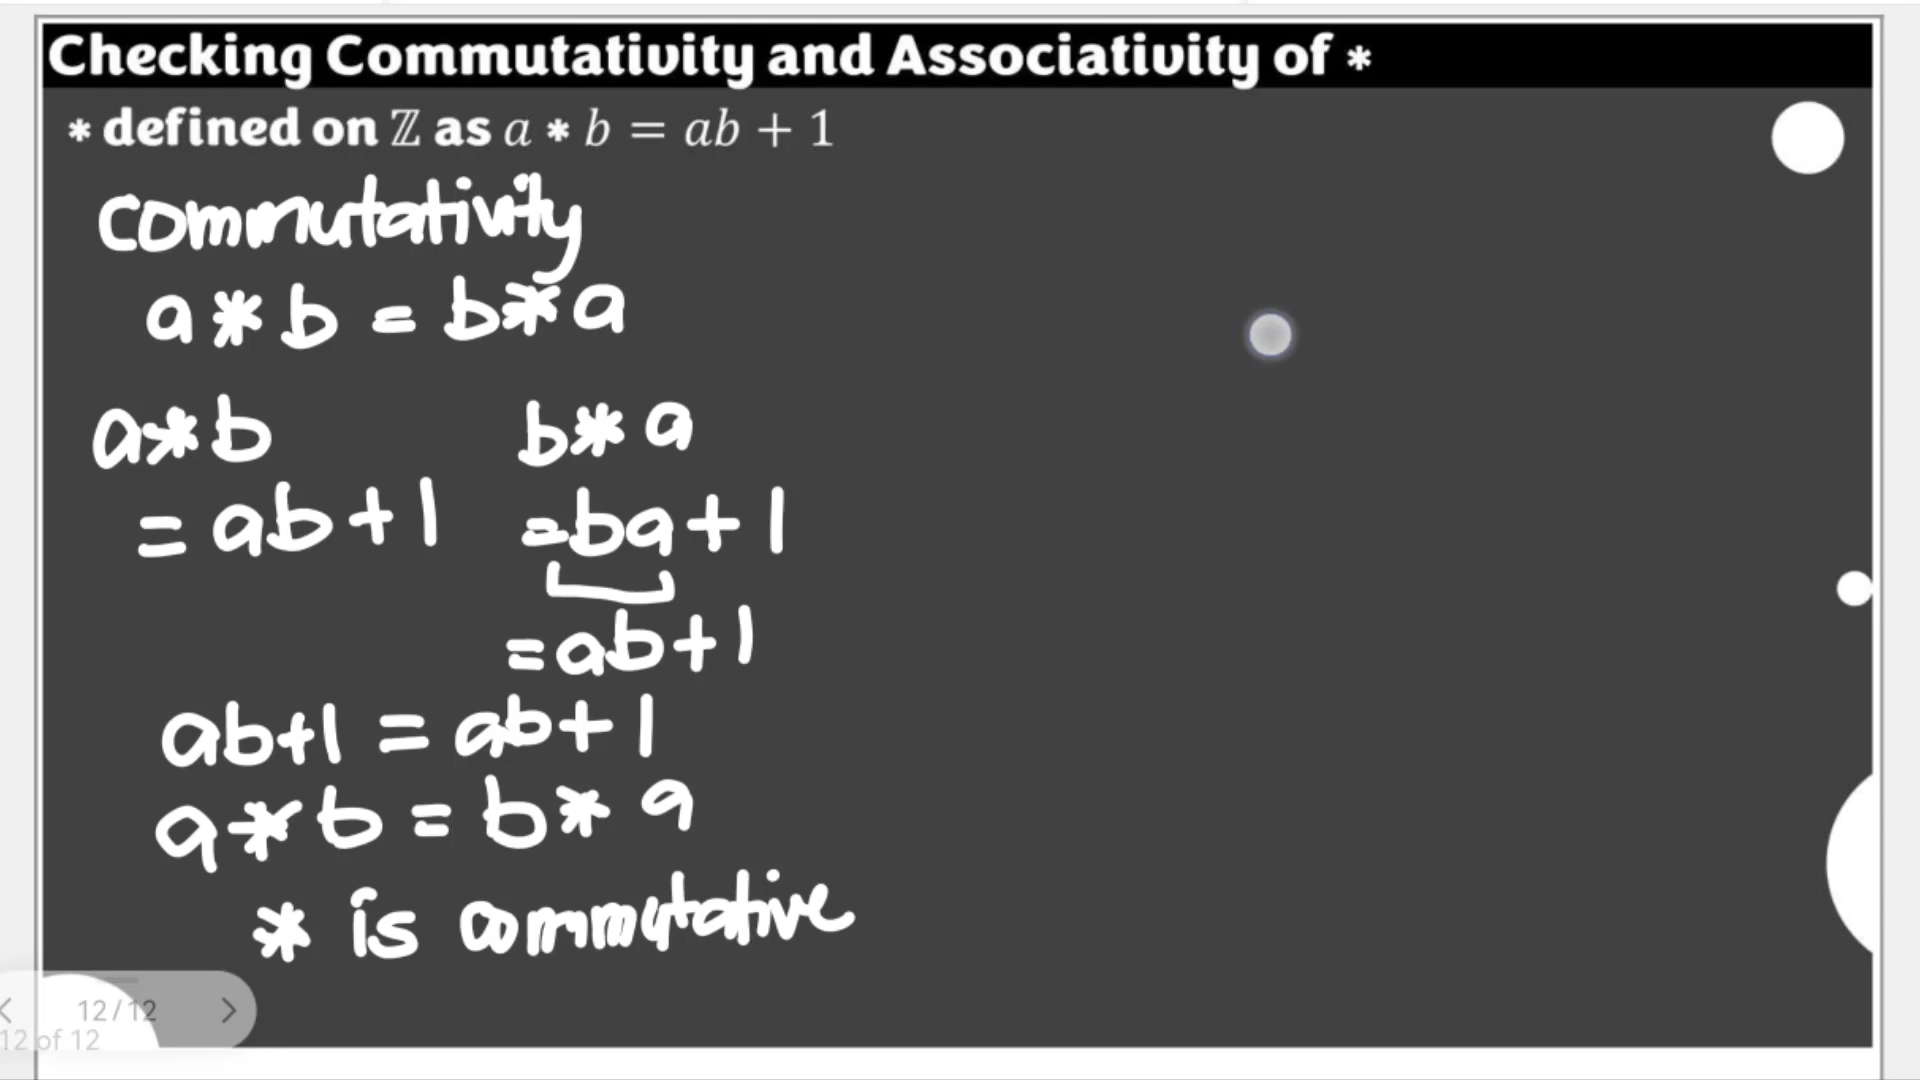 Checking Commutativity and Associativity of *
* defined on ℤ as a * b = ab + 1
commutativity
a * b = b * a
a * b b * a
= ab + 1 = ba + 1
= ab + 1
ab + 1 = ab + 1
a * b = b * a
* is commutative
12/12
12 of 12